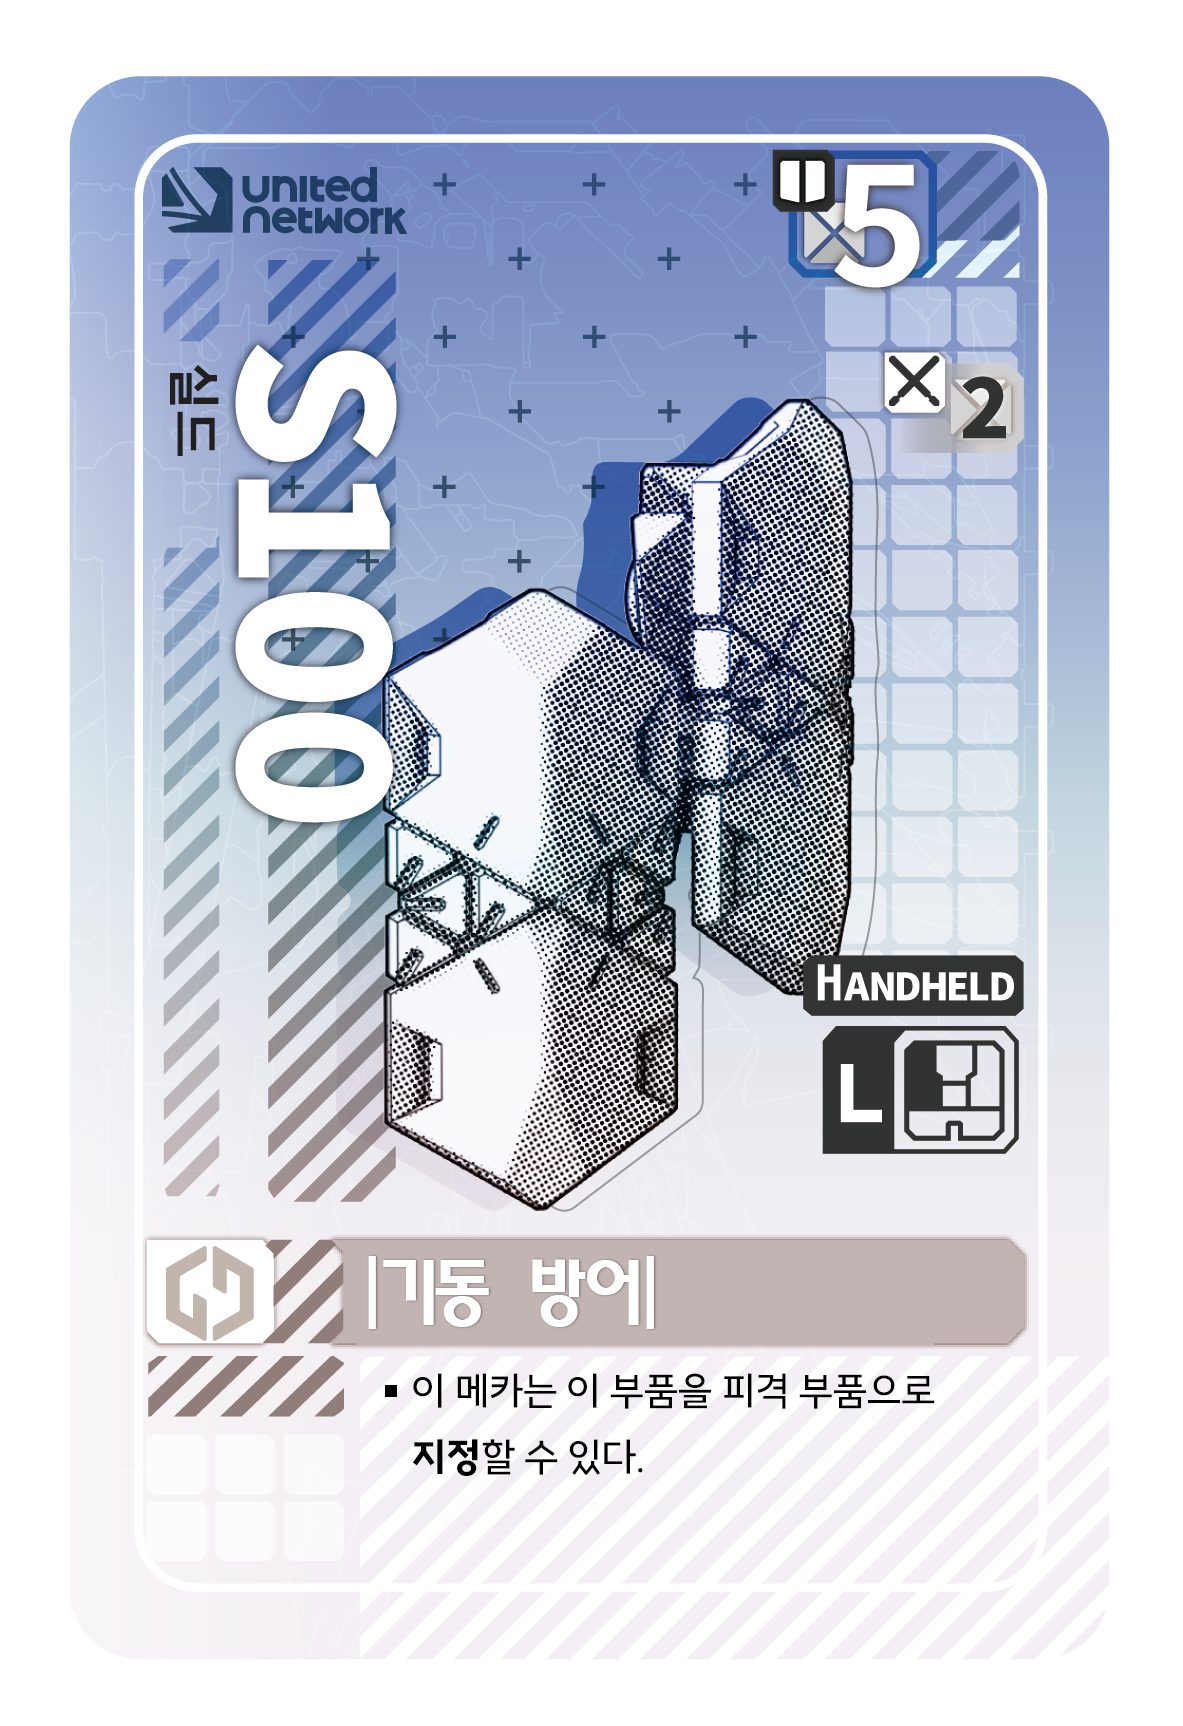 united
network
5
2
실드
S100
HANDHELD
L
기동 방어
▪ 이 메카는 이 부품을 피격 부품으로
지정할 수 있다.